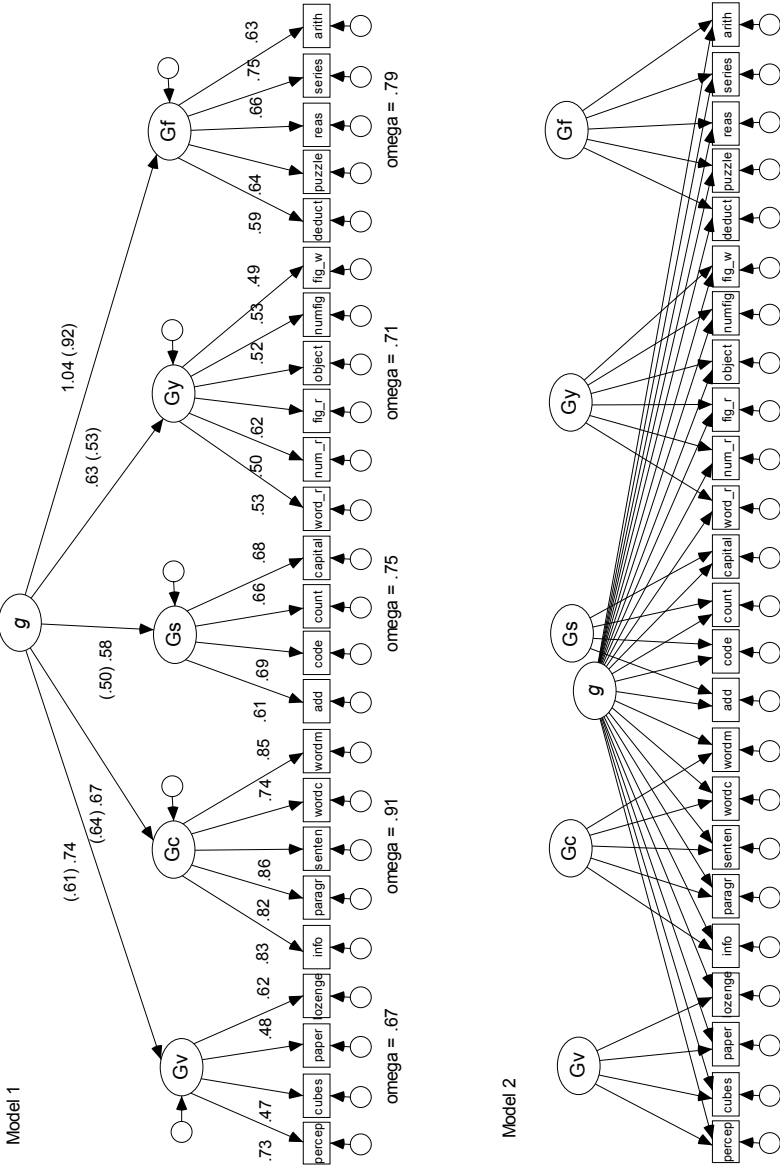 Model 1
g
(.61) .74
(.64) .67
(.50) .58
.63 (.53)
1.04 (.92)
Gv
Gc
Gs
Gy
Gf
.73
.47
.48
.62
.83
.82
.86
.74
.85
.61
.69
.66
.68
.53
.50
.62
.52
.53
.49
.59
.64
.66
.75
.63
percep
cubes
paper
lozenge
info
paragr
senten
wordc
wordm
add
code
count
capital
word_r
num_r
fig_r
object
numfig
fig_w
deduct
puzzle
reas
series
arith
omega = .67
omega = .91
omega = .75
omega = .71
omega = .79
Model 2
Gv
Gc
g
Gs
Gy
Gf
percep
cubes
paper
lozenge
info
paragr
senten
wordc
wordm
add
code
count
capital
word_r
num_r
fig_r
object
numfig
fig_w
deduct
puzzle
reas
series
arith